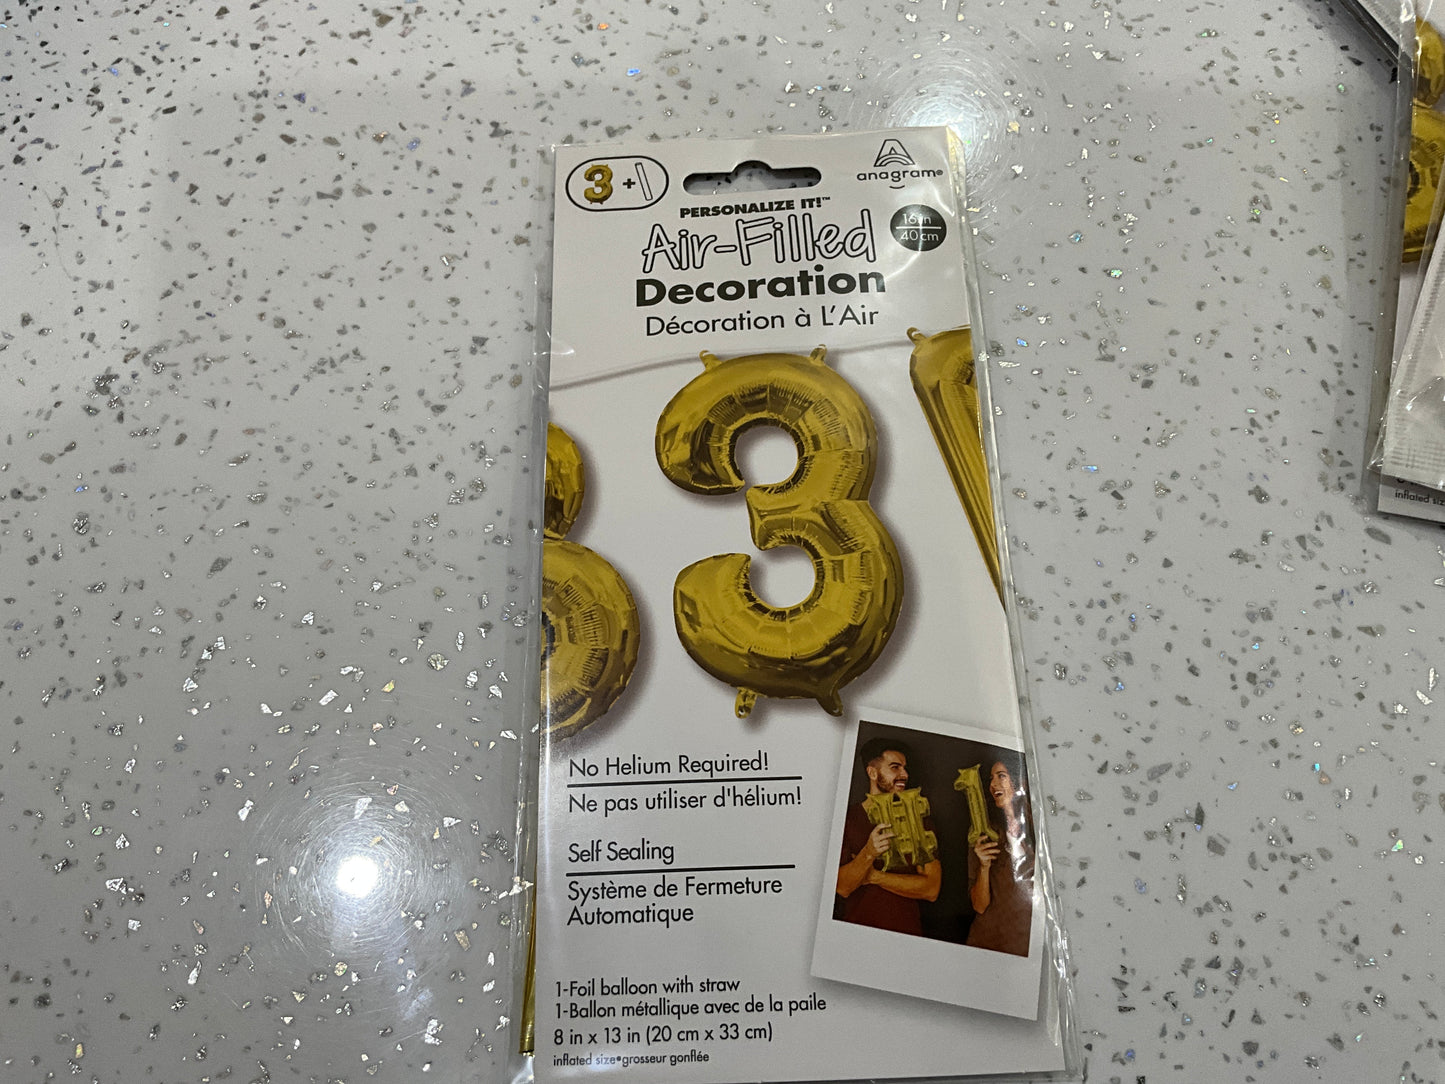 3 +
anagram®
PERSONALIZE IT!™
16 in
40 cm
Air-Filled
Decoration
Décoration à L'Air
No Helium Required!
Ne pas utiliser d'hélium!
Self Sealing
Système de Fermeture
Automatique
1-Foil balloon with straw
1-Ballon métallique avec de la paile
8 in x 13 in (20 cm x 33 cm)
inflated size•grosseur gonflée
inflated